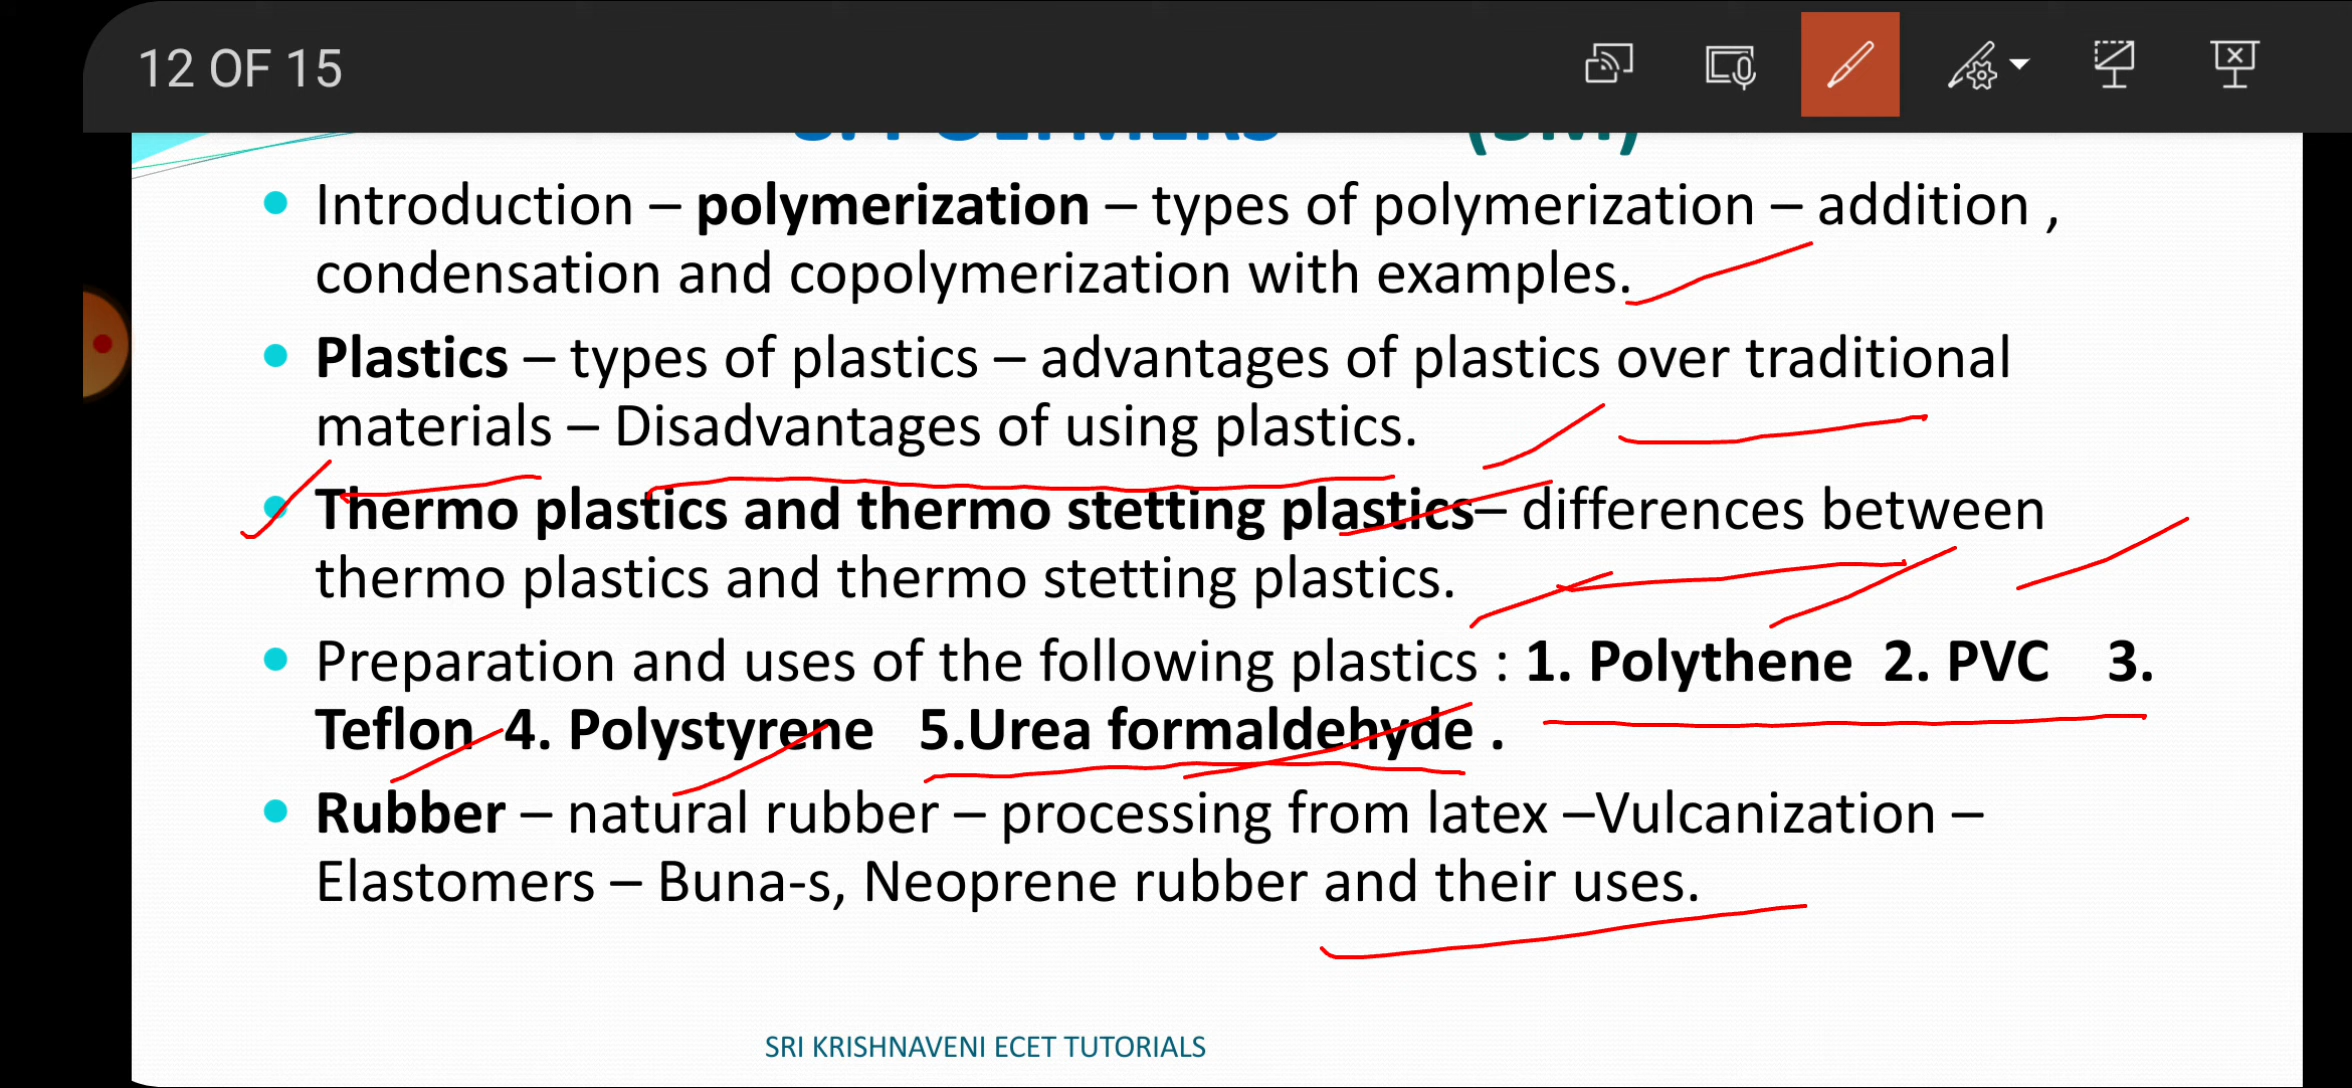 12 OF 15
Introduction – polymerization – types of polymerization – addition ,
condensation and copolymerization with examples.
Plastics – types of plastics – advantages of plastics over traditional
materials – Disadvantages of using plastics.
Thermo plastics and thermo stetting plastics– differences between
thermo plastics and thermo stetting plastics.
Preparation and uses of the following plastics : 1. Polythene 2. PVC 3.
Teflon 4. Polystyrene 5.Urea formaldehyde .
Rubber – natural rubber – processing from latex –Vulcanization –
Elastomers – Buna-s, Neoprene rubber and their uses.
SRI KRISHNAVENI ECET TUTORIALS